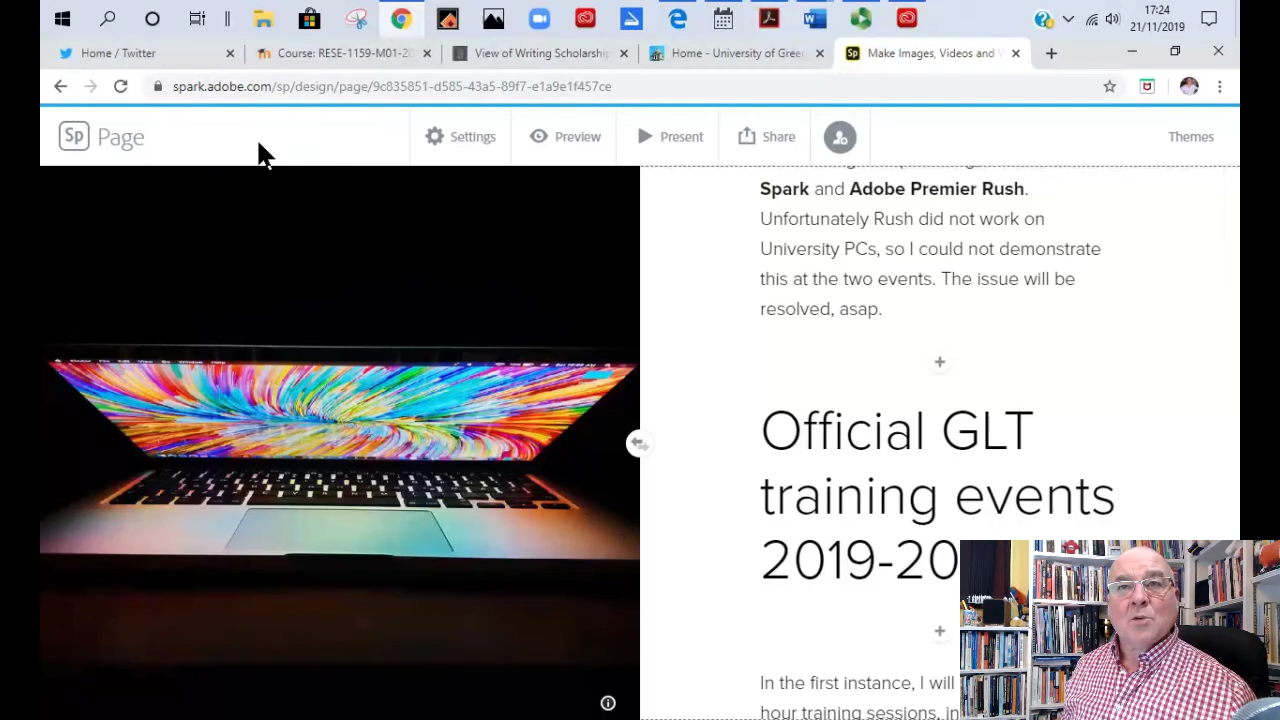 17:24
21/11/2019
Home / Twitter
Course: RESE-1159-M01-20
View of Writing Scholarship
Home - University of Gree
Sp Make Images, Videos and
spark.adobe.com/sp/design/page/9c835851-d585-43a5-89f7-e1a9e1f457ce
Sp Page
Settings
Preview
Present
Share
Themes
Spark and Adobe Premier Rush.
Unfortunately Rush did not work on
University PCs, so I could not demonstrate
this at the two events. The issue will be
resolved, asap.
Official GLT
training events
2019-20
In the first instance, I will
hour training sessions, in